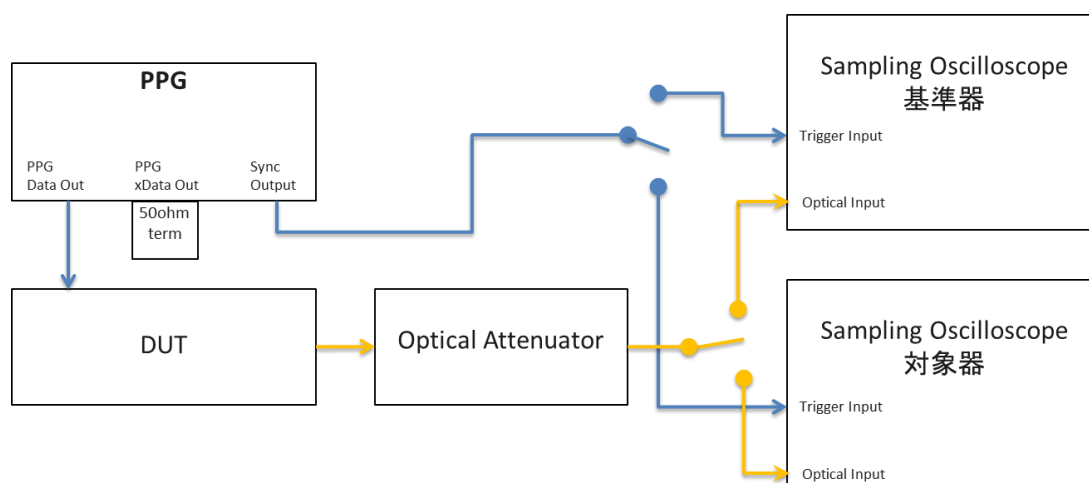 PPG
PPG
Data Out
PPG
xData Out
Sync
Output
50ohm
term
DUT
Optical Attenuator
Sampling Oscilloscope
基準器
Trigger Input
Optical Input
Sampling Oscilloscope
対象器
Trigger Input
Optical Input